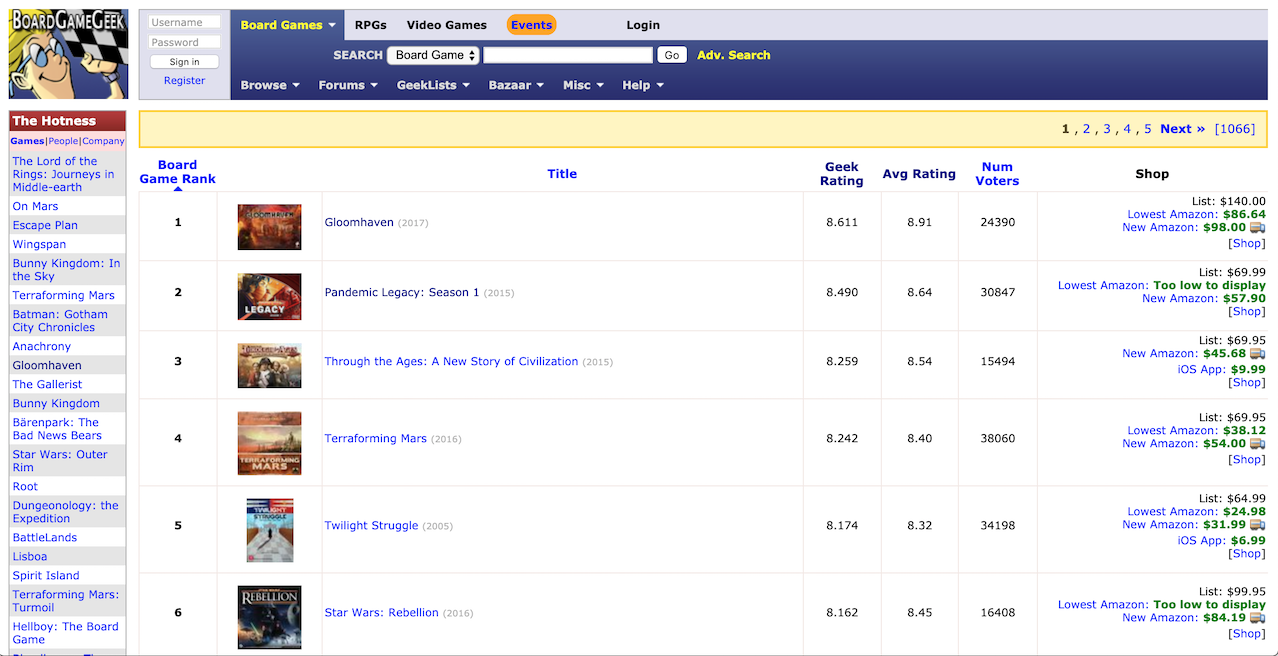 BOARDGAMEGEEK
Username
Password
Sign in
Register
Board Games RPGs Video Games Events Login
SEARCH Board Game Go Adv. Search
Browse Forums GeekLists Bazaar Misc Help
The Hotness
Games|People|Company
The Lord of the
Rings: Journeys in
Middle-earth
On Mars
Escape Plan
Wingspan
Bunny Kingdom: In
the Sky
Terraforming Mars
Batman: Gotham
City Chronicles
Anachrony
Gloomhaven
The Gallerist
Bunny Kingdom
Bärenpark: The
Bad News Bears
Star Wars: Outer
Rim
Root
Dungeonology: the
Expedition
BattleLands
Lisboa
Spirit Island
Terraforming Mars:
Turmoil
Hellboy: The Board
Game
1 , 2 , 3 , 4 , 5 Next » [1066]
Board
Game Rank
Title
Geek
Rating
Avg Rating
Num
Voters
Shop
1
GLOOMHAVEN
Gloomhaven (2017)
8.611
8.91
24390
List: $140.00
Lowest Amazon: $86.64
New Amazon: $98.00
[Shop]
2
LEGACY
Pandemic Legacy: Season 1 (2015)
8.490
8.64
30847
List: $69.99
Lowest Amazon: Too low to display
New Amazon: $57.90
[Shop]
3
Through the Ages: A New Story of Civilization (2015)
8.259
8.54
15494
List: $69.95
New Amazon: $45.68
iOS App: $9.99
[Shop]
4
TERRAFORMING
MARS
Terraforming Mars (2016)
8.242
8.40
38060
List: $69.95
Lowest Amazon: $38.12
New Amazon: $54.00
[Shop]
5
TWILIGHT
STRUGGLE
Twilight Struggle (2005)
8.174
8.32
34198
List: $64.99
Lowest Amazon: $24.98
New Amazon: $31.99
iOS App: $6.99
[Shop]
6
REBELLION
Star Wars: Rebellion (2016)
8.162
8.45
16408
List: $99.95
Lowest Amazon: Too low to display
New Amazon: $84.19
[Shop]